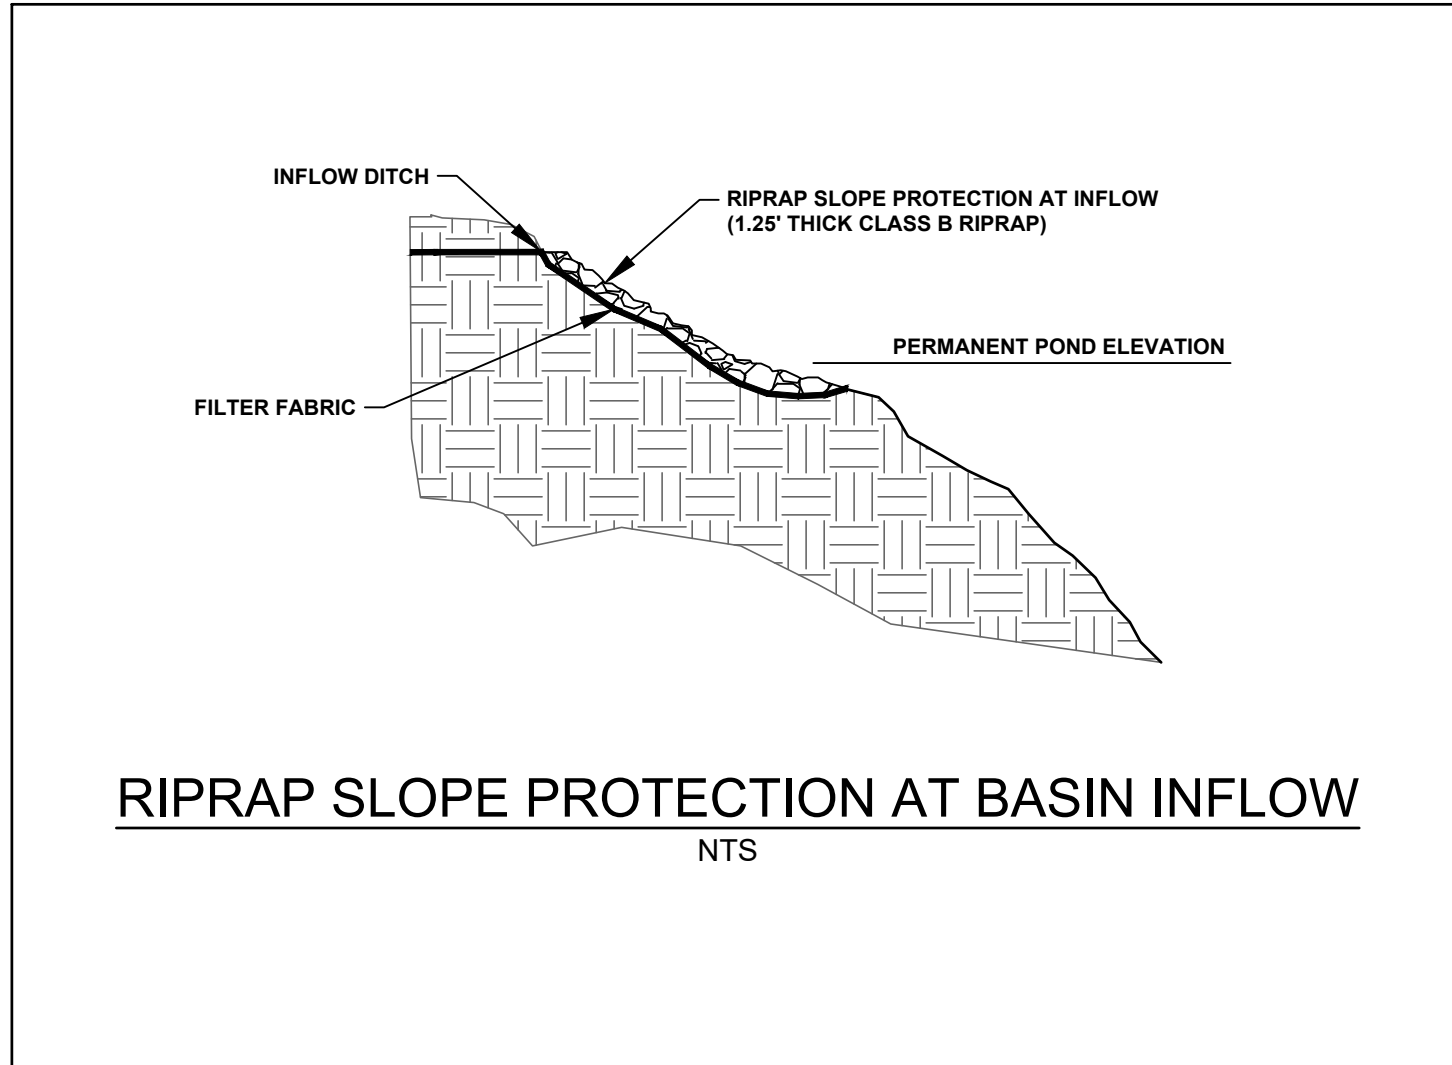 INFLOW DITCH
RIPRAP SLOPE PROTECTION AT INFLOW
(1.25' THICK CLASS B RIPRAP)
PERMANENT POND ELEVATION
FILTER FABRIC
RIPRAP SLOPE PROTECTION AT BASIN INFLOW
NTS